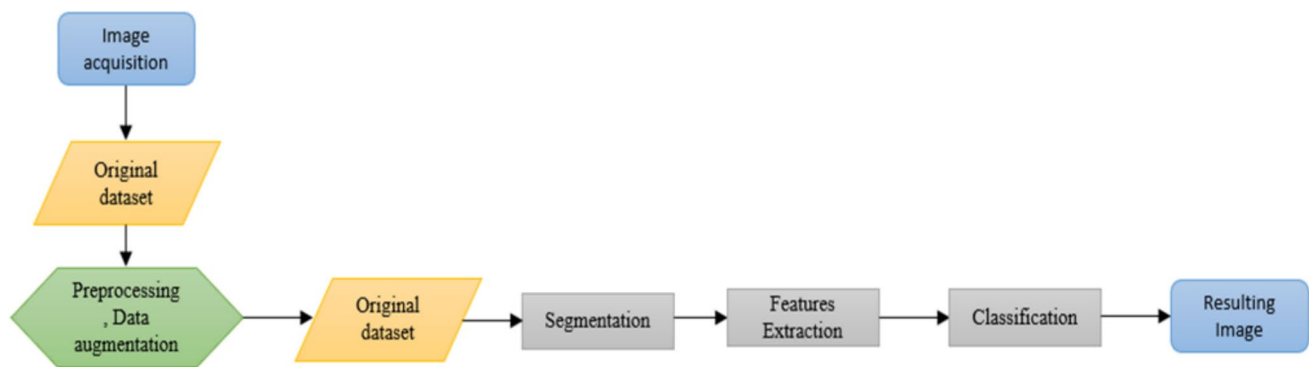 Image
acquisition
Original
dataset
Preprocessing
, Data
augmentation
Original
dataset
Segmentation
Features
Extraction
Classification
Resulting
Image